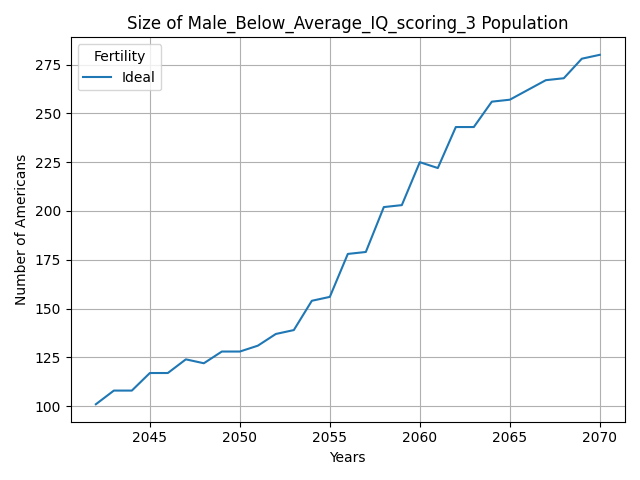 Size of Male_Below_Average_IQ_scoring_3 Population
Fertility
Ideal
Number of Americans
275
250
225
200
175
150
125
100
2045 2050 2055 2060 2065 2070
Years